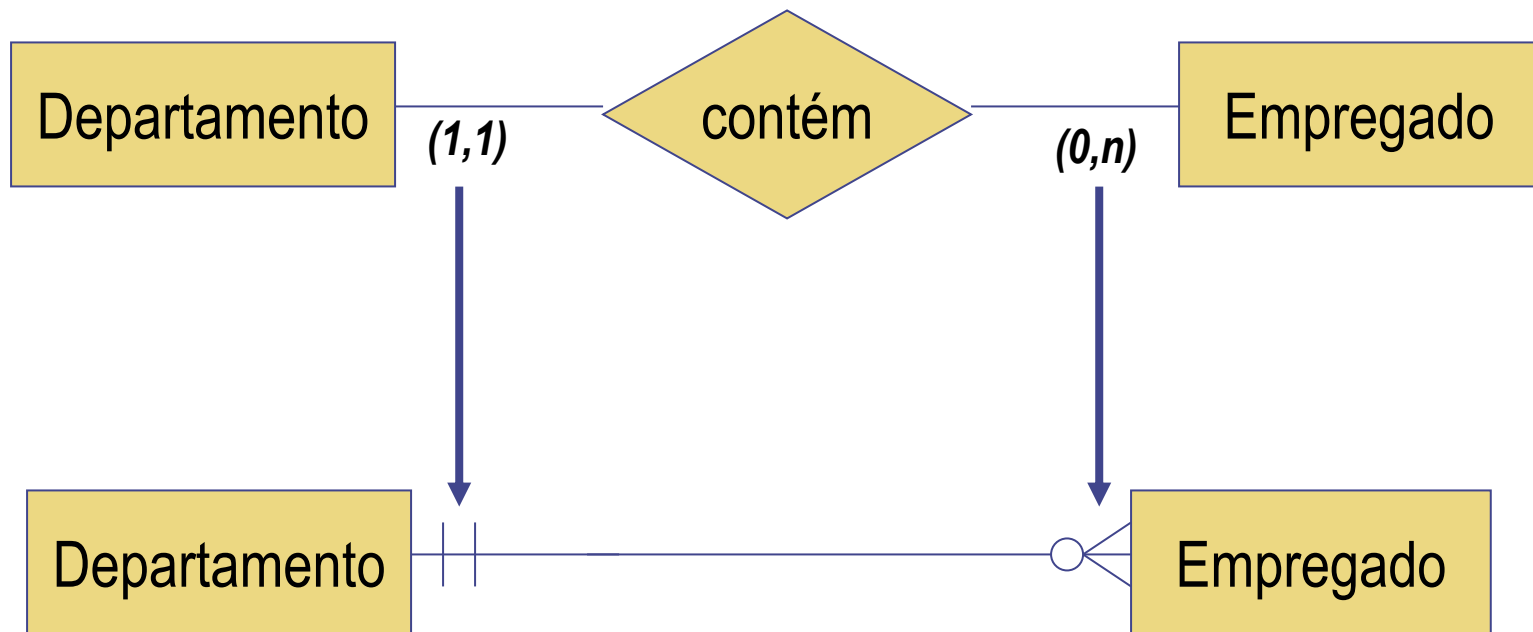 Departamento
contém
Empregado
(1,1)
(0,n)
Departamento
Empregado